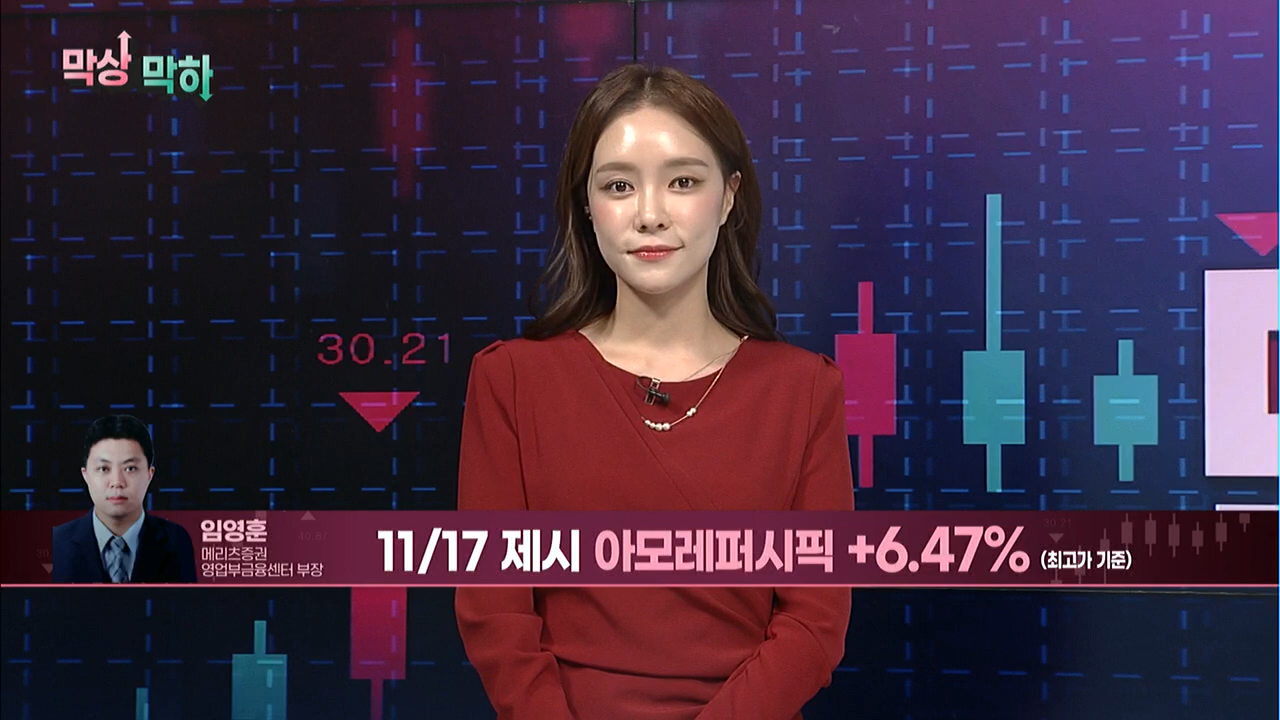 막상 막하
30.21
임영훈
메리츠증권
영업부금융센터 부장
11/17 제시 아모레퍼시픽 +6.47% (최고가 기준)
30.21